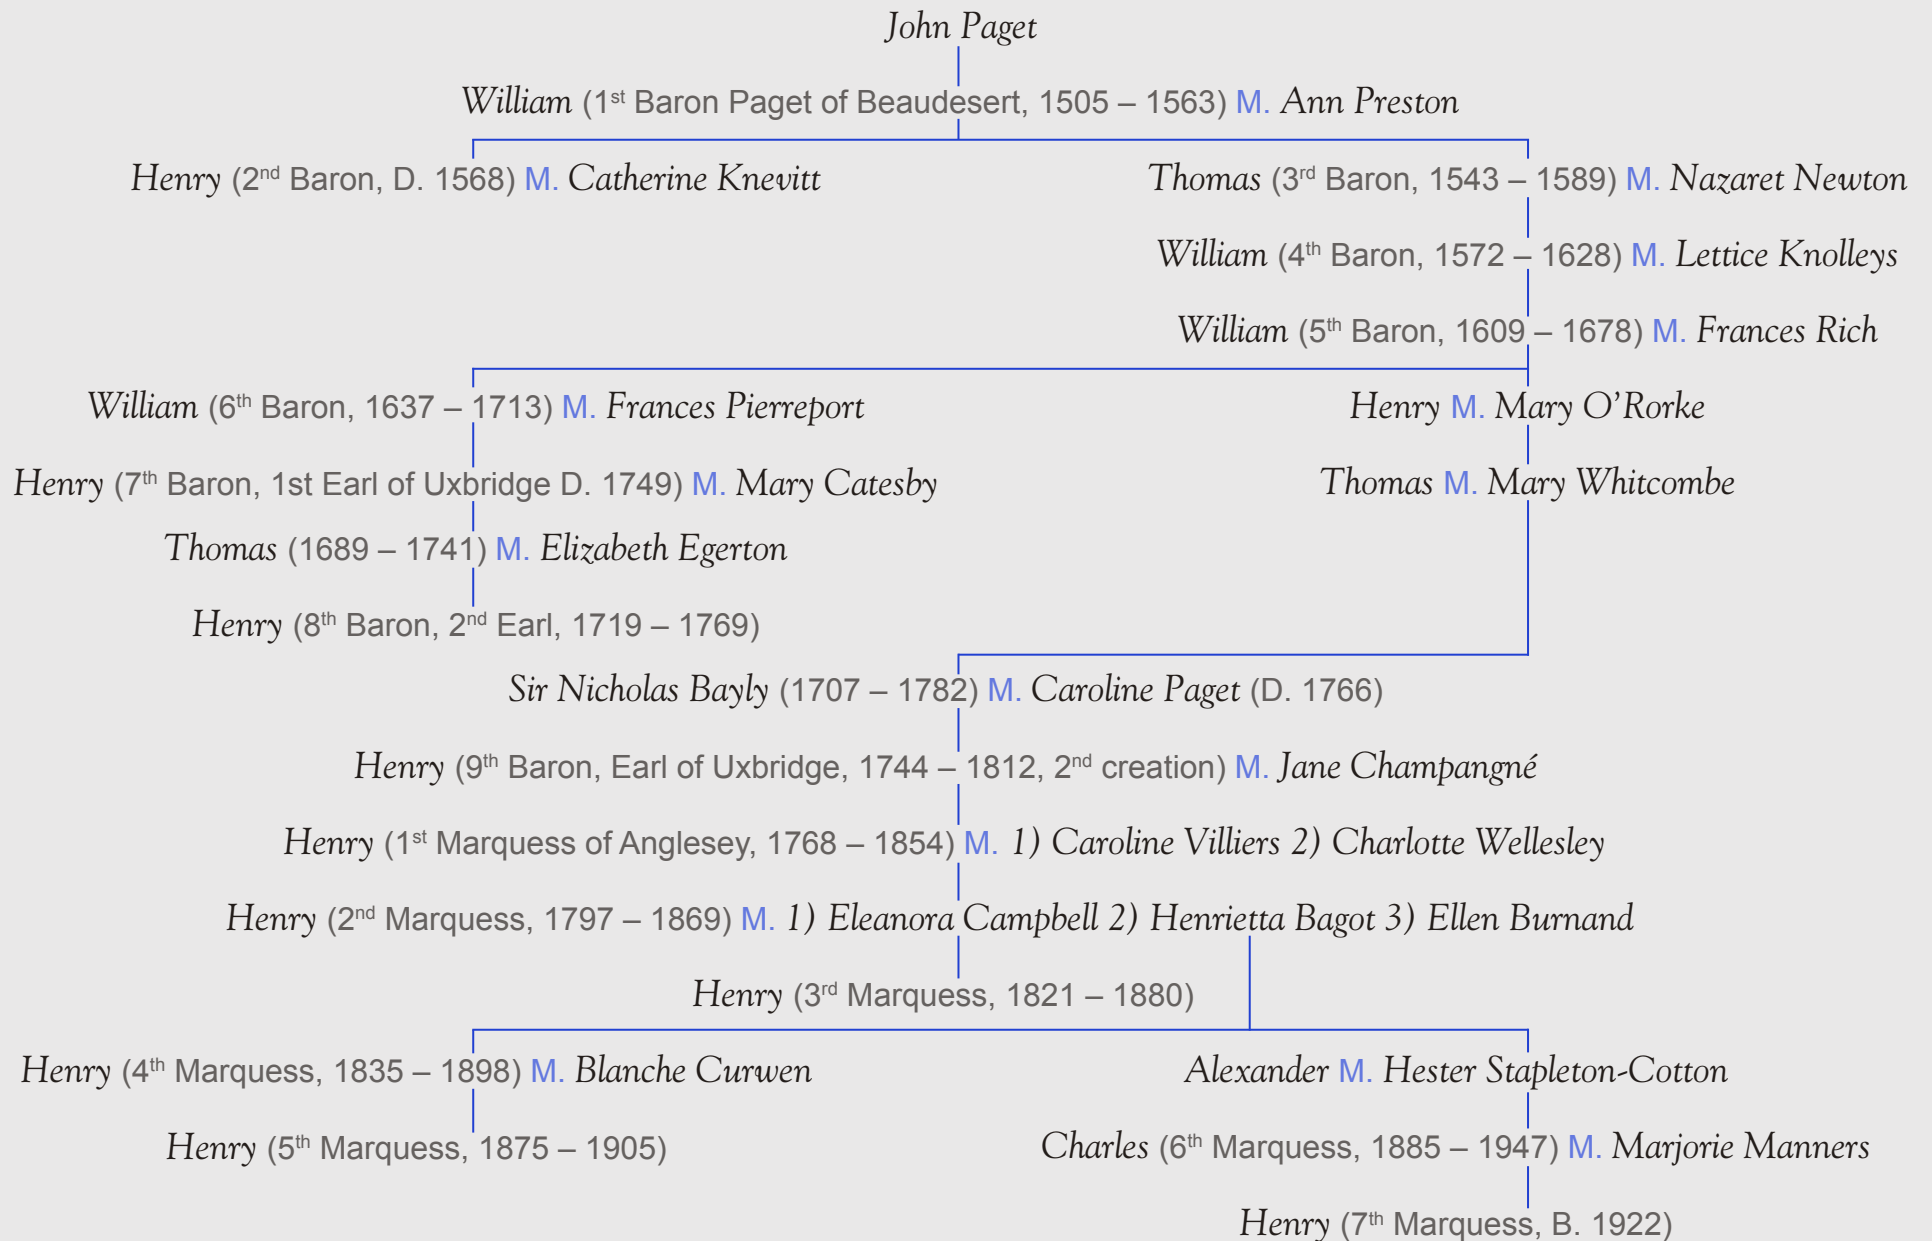 John Paget
William (1st Baron Paget of Beaudesert, 1505 – 1563) M. Ann Preston
Henry (2nd Baron, D. 1568) M. Catherine Knevitt
Thomas (3rd Baron, 1543 – 1589) M. Nazaret Newton
William (4th Baron, 1572 – 1628) M. Lettice Knolleys
William (5th Baron, 1609 – 1678) M. Frances Rich
William (6th Baron, 1637 – 1713) M. Frances Pierreport
Henry M. Mary O'Rorke
Henry (7th Baron, 1st Earl of Uxbridge D. 1749) M. Mary Catesby
Thomas M. Mary Whitcombe
Thomas (1689 – 1741) M. Elizabeth Egerton
Henry (8th Baron, 2nd Earl, 1719 – 1769)
Sir Nicholas Bayly (1707 – 1782) M. Caroline Paget (D. 1766)
Henry (9th Baron, Earl of Uxbridge, 1744 – 1812, 2nd creation) M. Jane Champangné
Henry (1st Marquess of Anglesey, 1768 – 1854) M. 1) Caroline Villiers 2) Charlotte Wellesley
Henry (2nd Marquess, 1797 – 1869) M. 1) Eleanora Campbell 2) Henrietta Bagot 3) Ellen Burnand
Henry (3rd Marquess, 1821 – 1880)
Henry (4th Marquess, 1835 – 1898) M. Blanche Curwen
Alexander M. Hester Stapleton-Cotton
Henry (5th Marquess, 1875 – 1905)
Charles (6th Marquess, 1885 – 1947) M. Marjorie Manners
Henry (7th Marquess, B. 1922)